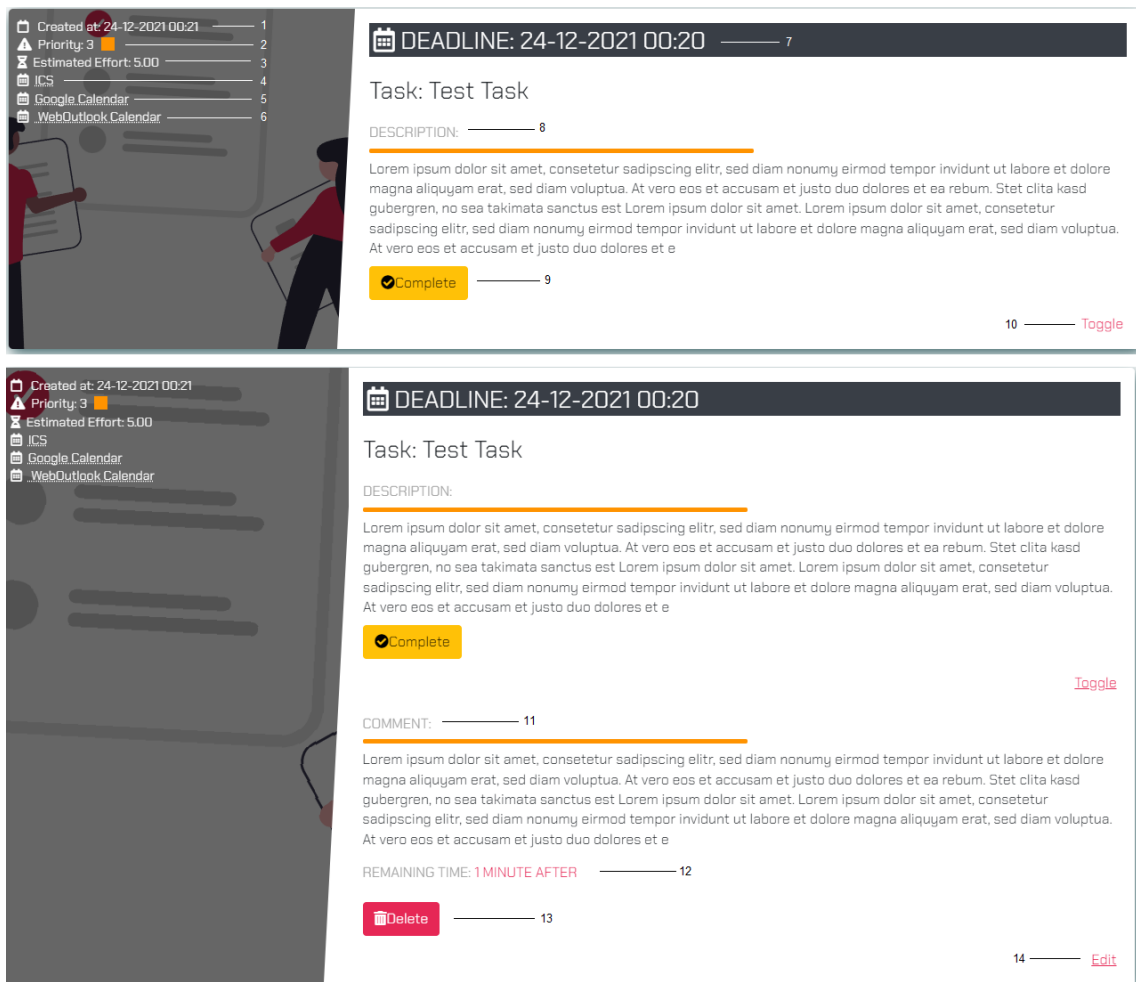 Created at: 24-12-2021 00:21 1
Priority: 3 2
Estimated Effort: 5.00 3
ICS 4
Google Calendar 5
WebOutlook Calendar 6
DEADLINE: 24-12-2021 00:20 7
Task: Test Task
DESCRIPTION: 8
Lorem ipsum dolor sit amet, consetetur sadipscing elitr, sed diam nonumy eirmod tempor invidunt ut labore et dolore
magna aliquyam erat, sed diam voluptua. At vero eos et accusam et justo duo dolores et ea rebum. Stet clita kasd
gubergren, no sea takimata sanctus est Lorem ipsum dolor sit amet. Lorem ipsum dolor sit amet, consetetur
sadipscing elitr, sed diam nonumy eirmod tempor invidunt ut labore et dolore magna aliquyam erat, sed diam voluptua.
At vero eos et accusam et justo duo dolores et e
Complete 9
10 Toggle
Created at: 24-12-2021 00:21
Priority: 3
Estimated Effort: 5.00
ICS
Google Calendar
WebOutlook Calendar
DEADLINE: 24-12-2021 00:20
Task: Test Task
DESCRIPTION:
Lorem ipsum dolor sit amet, consetetur sadipscing elitr, sed diam nonumy eirmod tempor invidunt ut labore et dolore
magna aliquyam erat, sed diam voluptua. At vero eos et accusam et justo duo dolores et ea rebum. Stet clita kasd
gubergren, no sea takimata sanctus est Lorem ipsum dolor sit amet. Lorem ipsum dolor sit amet, consetetur
sadipscing elitr, sed diam nonumy eirmod tempor invidunt ut labore et dolore magna aliquyam erat, sed diam voluptua.
At vero eos et accusam et justo duo dolores et e
Complete
Toggle
COMMENT: 11
Lorem ipsum dolor sit amet, consetetur sadipscing elitr, sed diam nonumy eirmod tempor invidunt ut labore et dolore
magna aliquyam erat, sed diam voluptua. At vero eos et accusam et justo duo dolores et ea rebum. Stet clita kasd
gubergren, no sea takimata sanctus est Lorem ipsum dolor sit amet. Lorem ipsum dolor sit amet, consetetur
sadipscing elitr, sed diam nonumy eirmod tempor invidunt ut labore et dolore magna aliquyam erat, sed diam voluptua.
At vero eos et accusam et justo duo dolores et e
REMAINING TIME: 1 MINUTE AFTER 12
Delete 13
14 Edit